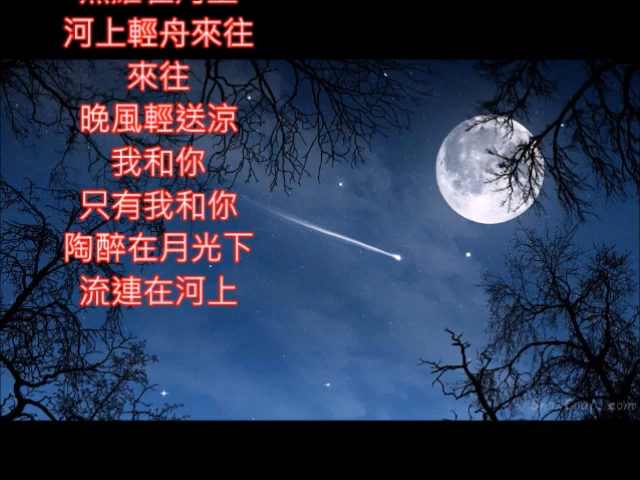 河上輕舟來往
來往
晚風輕送涼
我和你
只有我和你
陶醉在月光下
流連在河上